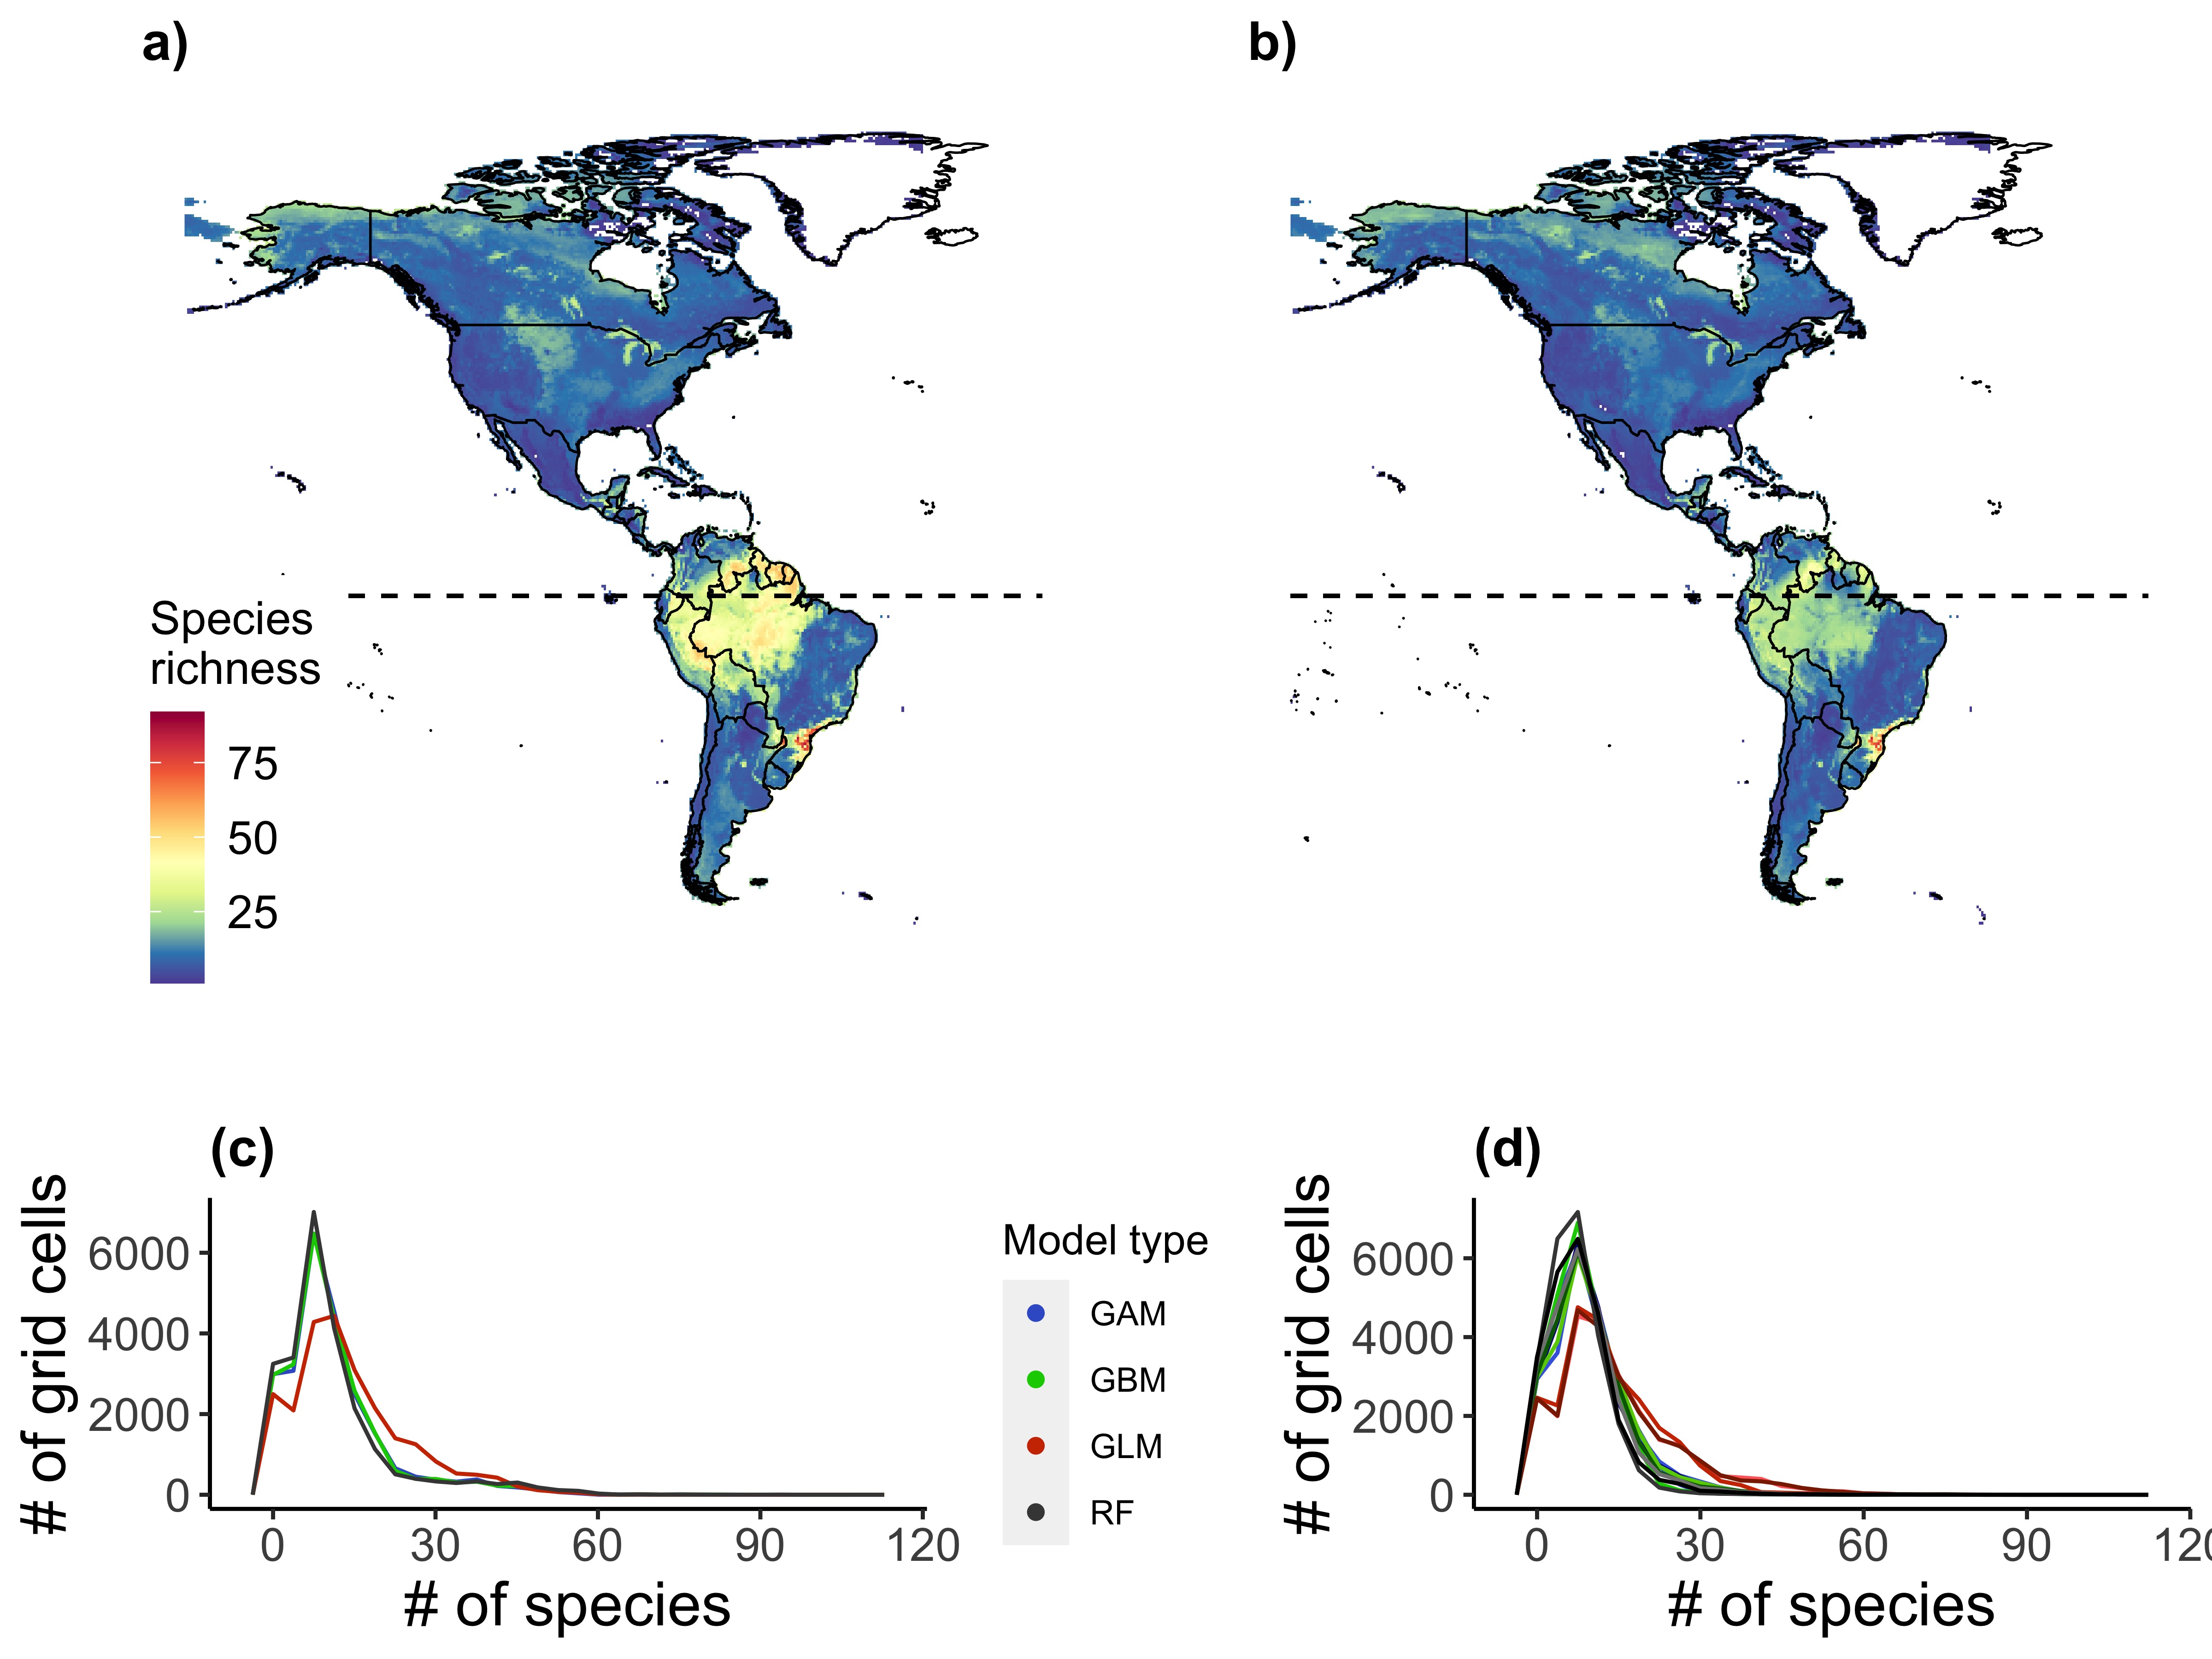 a)
b)
Species
richness
75
50
25
(c)
# of grid cells
6000
4000
2000
0
0 30 60 90 120
# of species
Model type
GAM
GBM
GLM
RF
(d)
# of grid cells
6000
4000
2000
0
0 30 60 90 120
# of species